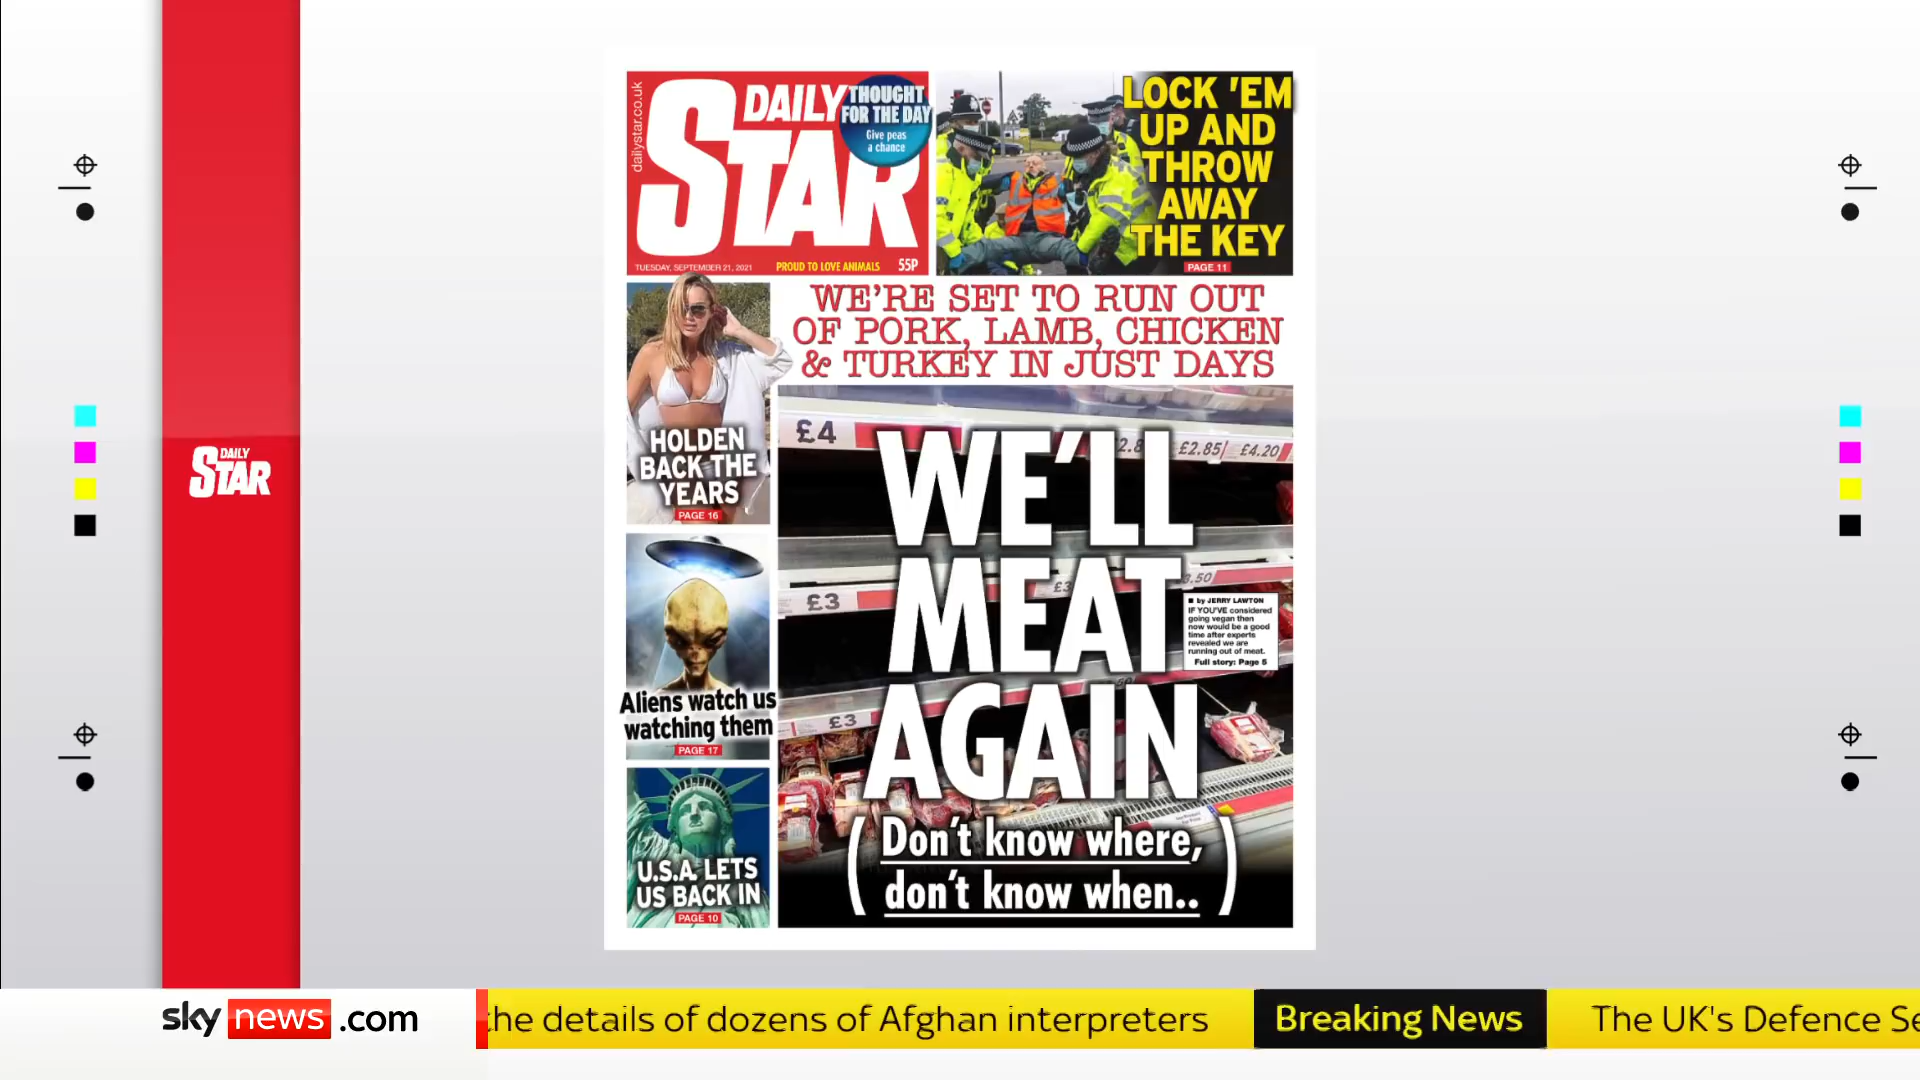 dailystar.co.uk
DAILY
STAR
THOUGHT
FOR THE DAY
Give peas
a chance
TUESDAY, SEPTEMBER 21, 2021
PROUD TO LOVE ANIMALS
55P
LOCK 'EM
UP AND
THROW
AWAY
THE KEY
PAGE 11
WE'RE SET TO RUN OUT
OF PORK, LAMB, CHICKEN
& TURKEY IN JUST DAYS
HOLDEN
BACK THE
YEARS
PAGE 16
Aliens watch us
watching them
PAGE 17
U.S.A. LETS
US BACK IN
PAGE 10
£4
£2.85
£4.20
£3
£3
WE'LL
MEAT
AGAIN
(Don't know where,
don't know when..)
■ by JERRY LAWTON
IF YOU'VE considered
going vegan then
now would be a good
time after experts
revealed we are
running out of meat.
Full story: Page 5
DAILY
STAR
sky news.com
the details of dozens of Afghan interpreters
Breaking News
The UK's Defence Se